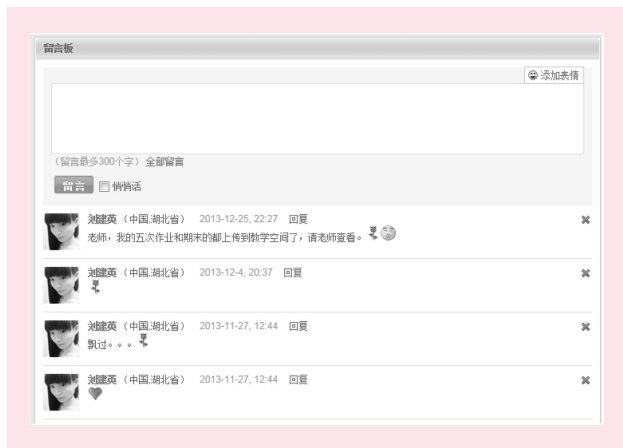 留言板
添加表情
（留言最多300个字） 全部留言
留言 悄悄话
刘建英（中国,湖北省） 2013-12-25, 22:27 回复
老师，我的五次作业和期末的都上传到教学空间了，请老师查看。
刘建英（中国,湖北省） 2013-12-4, 20:37 回复
刘建英（中国,湖北省） 2013-11-27, 12:44 回复
飘过。。。
刘建英（中国,湖北省） 2013-11-27, 12:44 回复